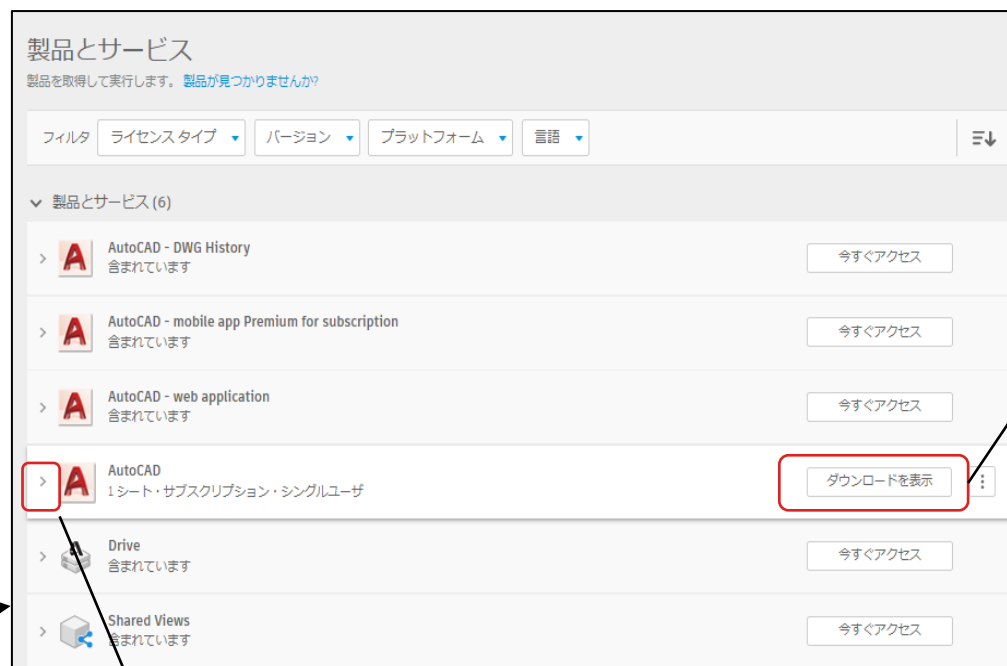 製品とサービス
製品を取得して実行します。 製品が見つかりませんか?
フィルタ ライセンス タイプ バージョン プラットフォーム 言語
製品とサービス (6)
AutoCAD - DWG History
含まれています
今すぐアクセス
AutoCAD - mobile app Premium for subscription
含まれています
今すぐアクセス
AutoCAD - web application
含まれています
今すぐアクセス
AutoCAD
1 シート・サブスクリプション・シングルユーザ
ダウンロードを表示
Drive
含まれています
今すぐアクセス
Shared Views
含まれています
今すぐアクセス